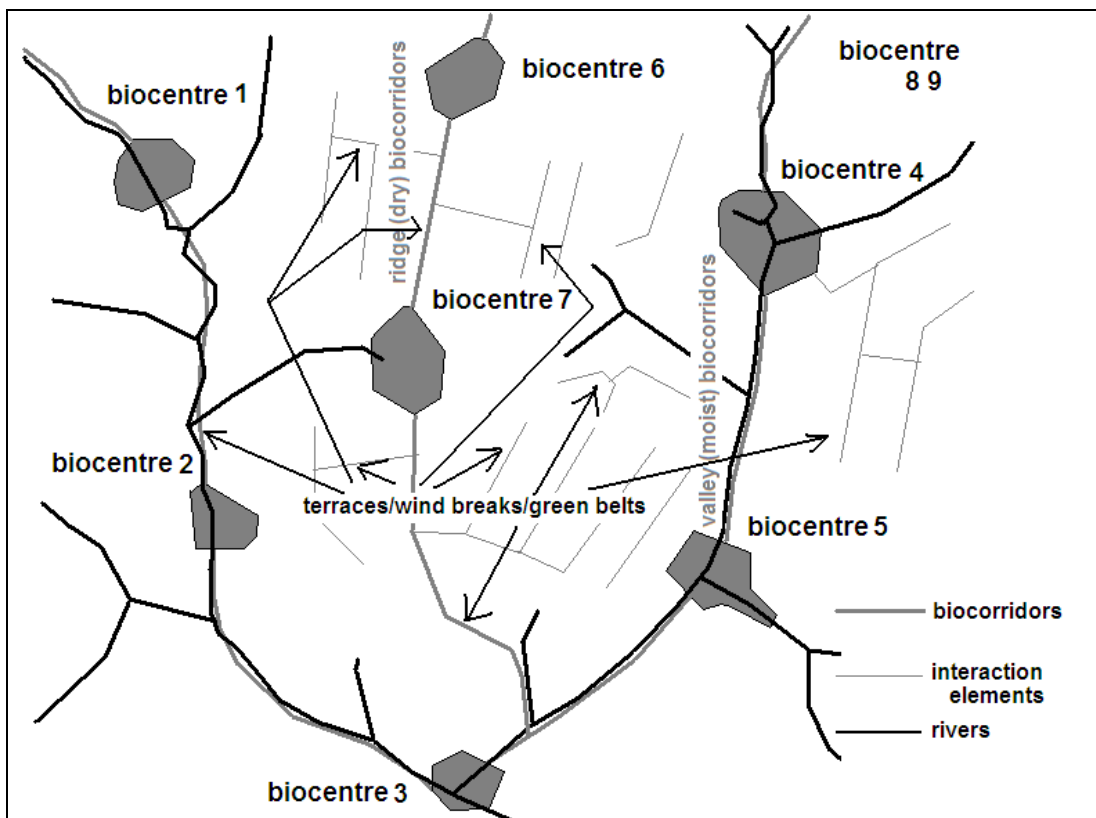 biocentre 1
biocentre 6
biocentre
8 9
ridge (dry) biocorridors
biocentre 4
biocentre 7
valley (moist) biocorridors
biocentre 2
terraces/wind breaks/green belts
biocentre 5
biocorridors
interaction
elements
rivers
biocentre 3